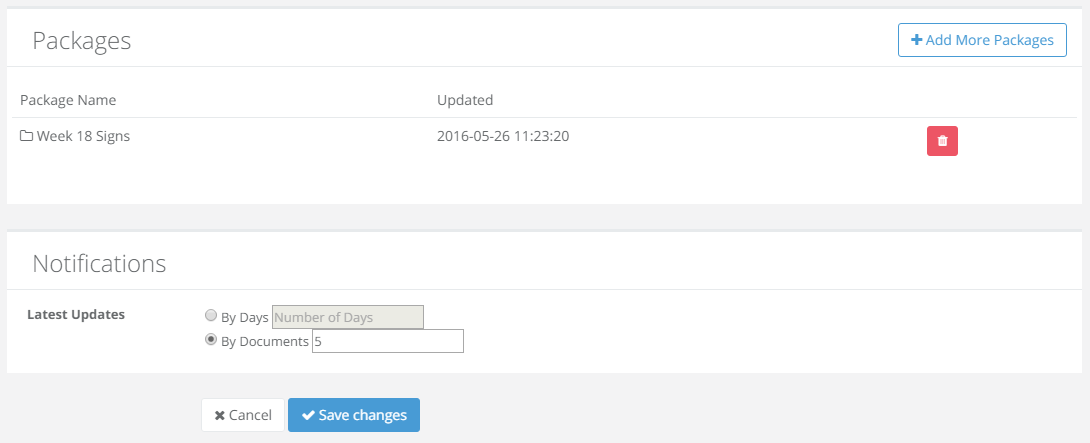 Packages
Add More Packages
Package Name Updated
Week 18 Signs 2016-05-26 11:23:20
Notifications
Latest Updates By Days Number of Days
By Documents 5
Cancel Save changes